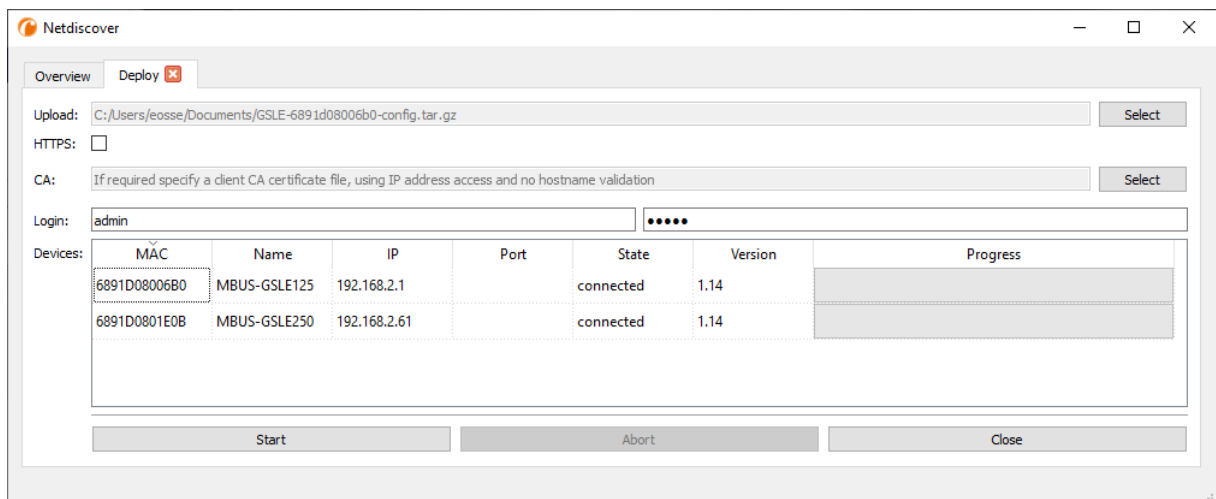 Netdiscover
Overview Deploy
Upload: C:/Users/eosse/Documents/GSLE-6891d08006b0-config.tar.gz Select
HTTPS:
CA: If required specify a client CA certificate file, using IP address access and no hostname validation Select
Login: admin •••••
Devices: MAC Name IP Port State Version Progress
6891D08006B0 MBUS-GSLE125 192.168.2.1 connected 1.14
6891D0801E0B MBUS-GSLE250 192.168.2.61 connected 1.14
Start Abort Close